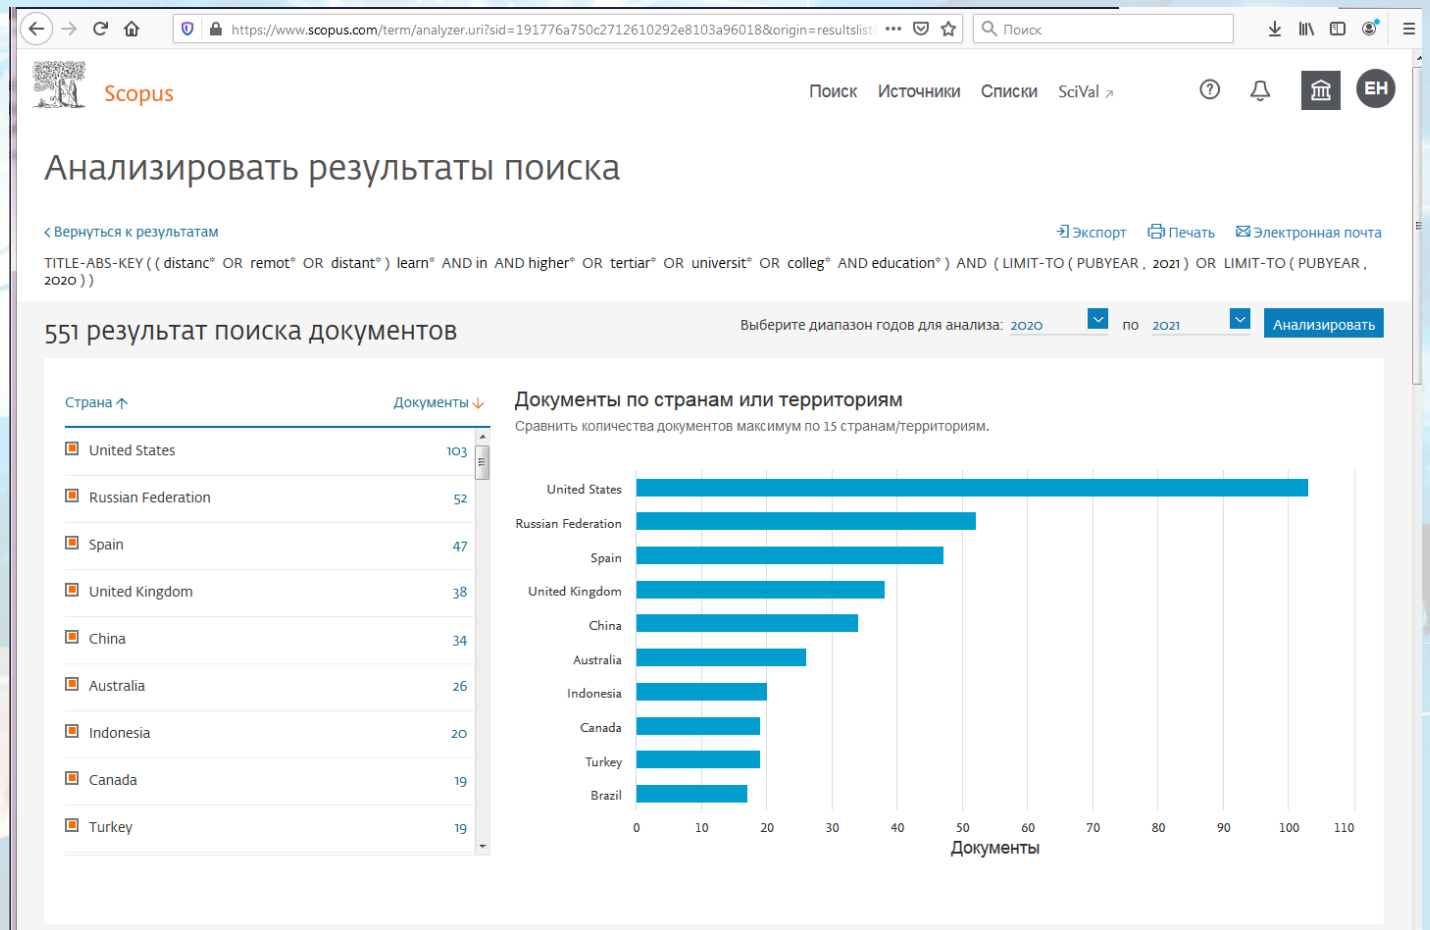 https://www.scopus.com/term/analyzer.uri?sid=191776a750c2712610292e8103a96018&origin=resultslist
Поиск
Scopus
Поиск Источники Списки SciVal
EH
Анализировать результаты поиска
Вернуться к результатам
Экспорт Печать Электронная почта
TITLE-ABS-KEY ( ( distanc* OR remot* OR distant* ) learn* AND in AND higher* OR tertiar* OR universit* OR colleg* AND education* ) AND ( LIMIT-TO ( PUBYEAR , 2021 ) OR LIMIT-TO ( PUBYEAR ,
2020 ) )
551 результат поиска документов
Выберите диапазон годов для анализа: 2020 по 2021 Анализировать
Страна Документы
United States 103
Russian Federation 52
Spain 47
United Kingdom 38
China 34
Australia 26
Indonesia 20
Canada 19
Turkey 19
Документы по странам или территориям
Сравнить количества документов максимум по 15 странам/территориям.
United States
Russian Federation
Spain
United Kingdom
China
Australia
Indonesia
Canada
Turkey
Brazil
0 10 20 30 40 50 60 70 80 90 100 110
Документы